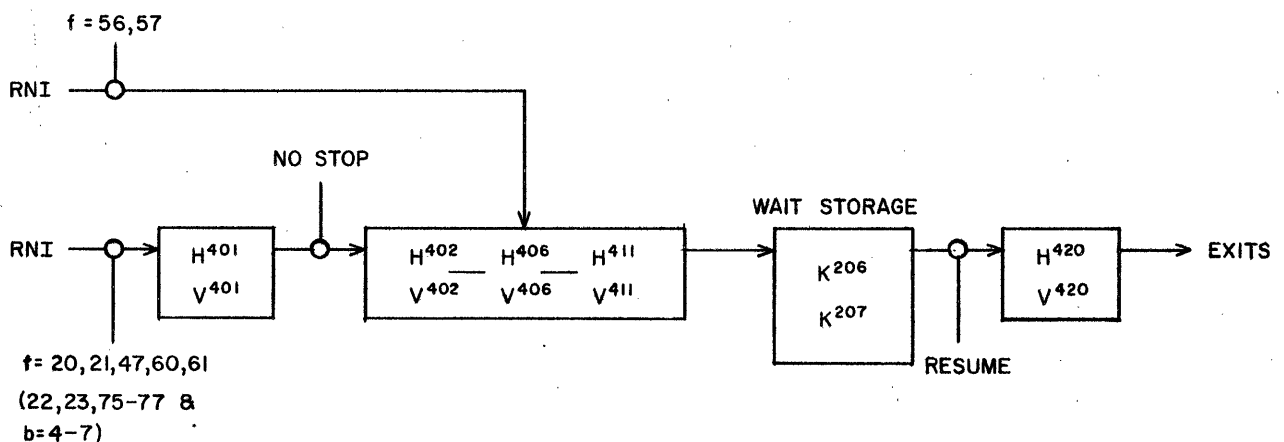 f = 56,57
RNI
NO STOP
WAIT STORAGE
RNI
H⁴⁰¹
V⁴⁰¹
H⁴⁰² — H⁴⁰⁶ — H⁴¹¹
V⁴⁰² V⁴⁰⁶ V⁴¹¹
K²⁰⁶
K²⁰⁷
H⁴²⁰
V⁴²⁰
EXITS
RESUME
f= 20,21,47,60,61
(22,23,75-77 &
b=4-7)